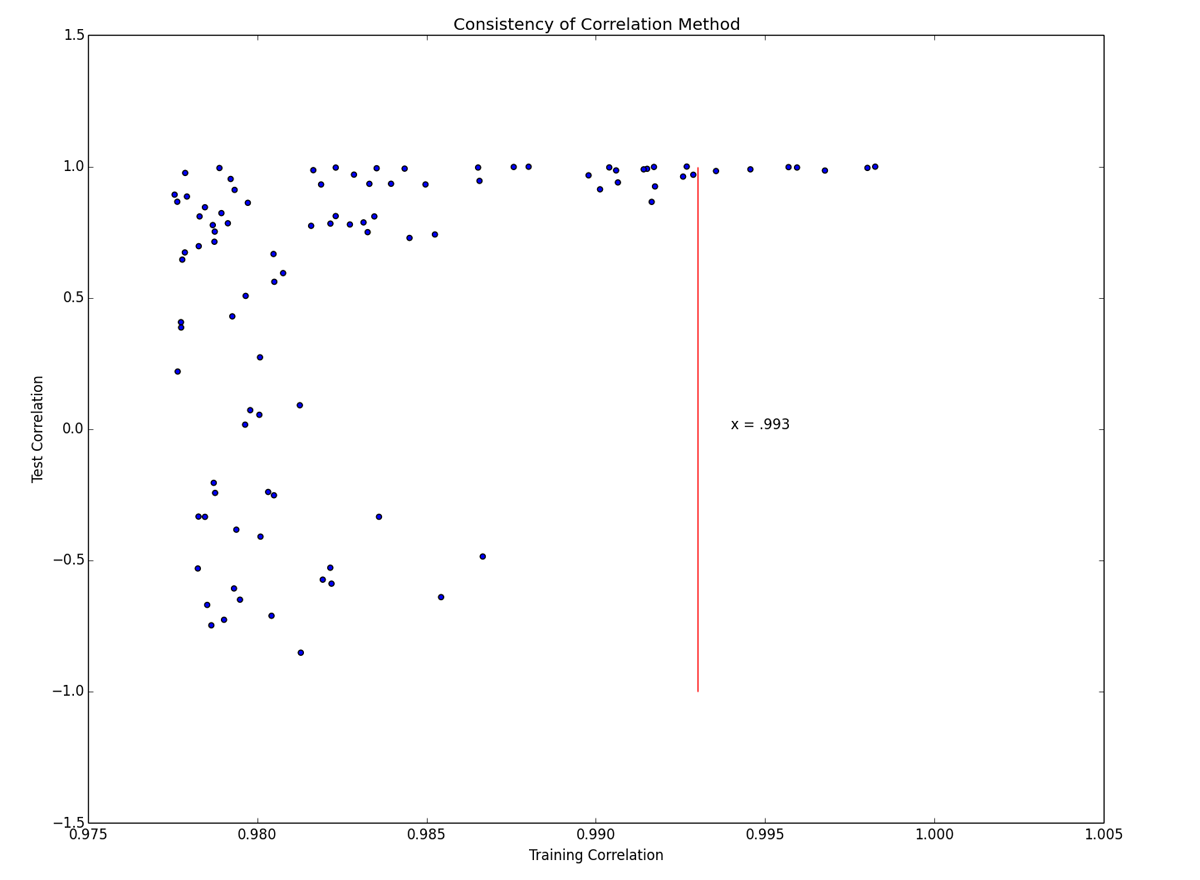 Consistency of Correlation Method
1.5
1.0
0.5
0.0
−0.5
−1.0
−1.5
Test Correlation
x = .993
0.975 0.980 0.985 0.990 0.995 1.000 1.005
Training Correlation